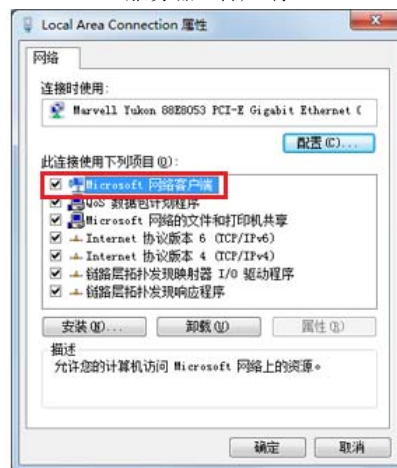 Local Area Connection 属性
网络
连接时使用:
Marvell Yukon 88E8053 PCI-E Gigabit Ethernet C
配置(C)...
此连接使用下列项目(O):
Microsoft 网络客户端
QoS 数据包计划程序
Microsoft 网络的文件和打印机共享
Internet 协议版本 6 (TCP/IPv6)
Internet 协议版本 4 (TCP/IPv4)
链路层拓扑发现映射器 I/O 驱动程序
链路层拓扑发现响应程序
安装(N)... 卸载(U) 属性(R)
描述
允许您的计算机访问 Microsoft 网络上的资源。
确定 取消